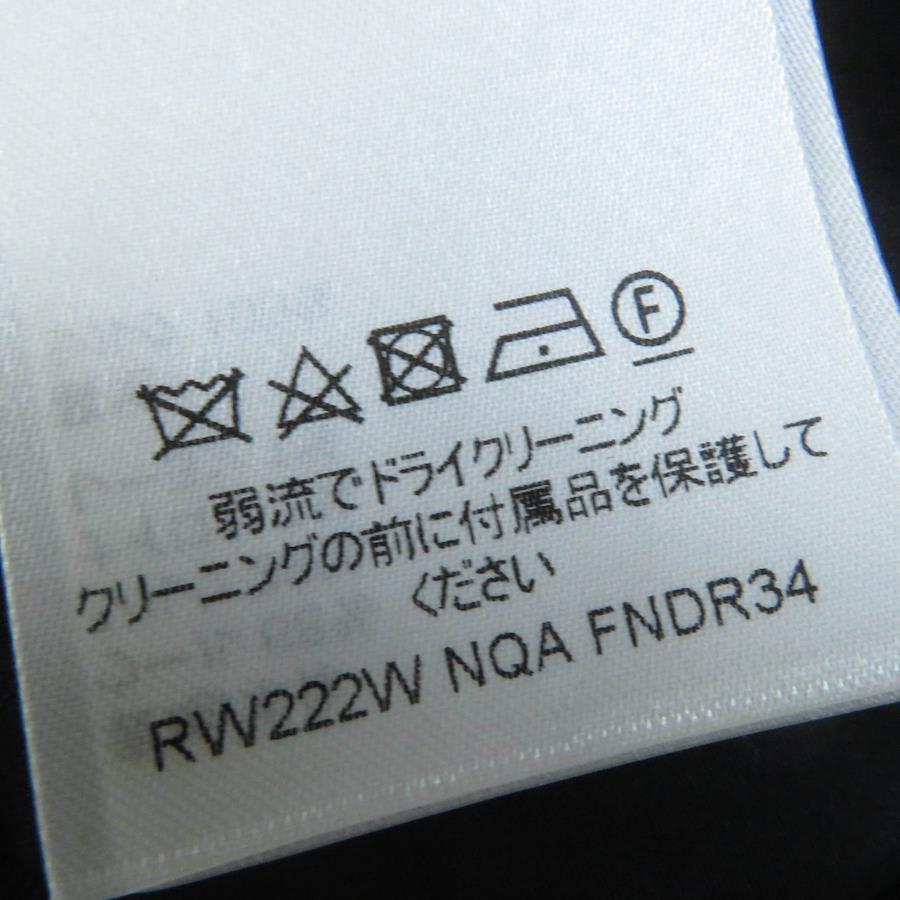 F
弱流でドライクリーニング
クリーニングの前に付属品を保護して
ください
RW222W NQA FNDR34